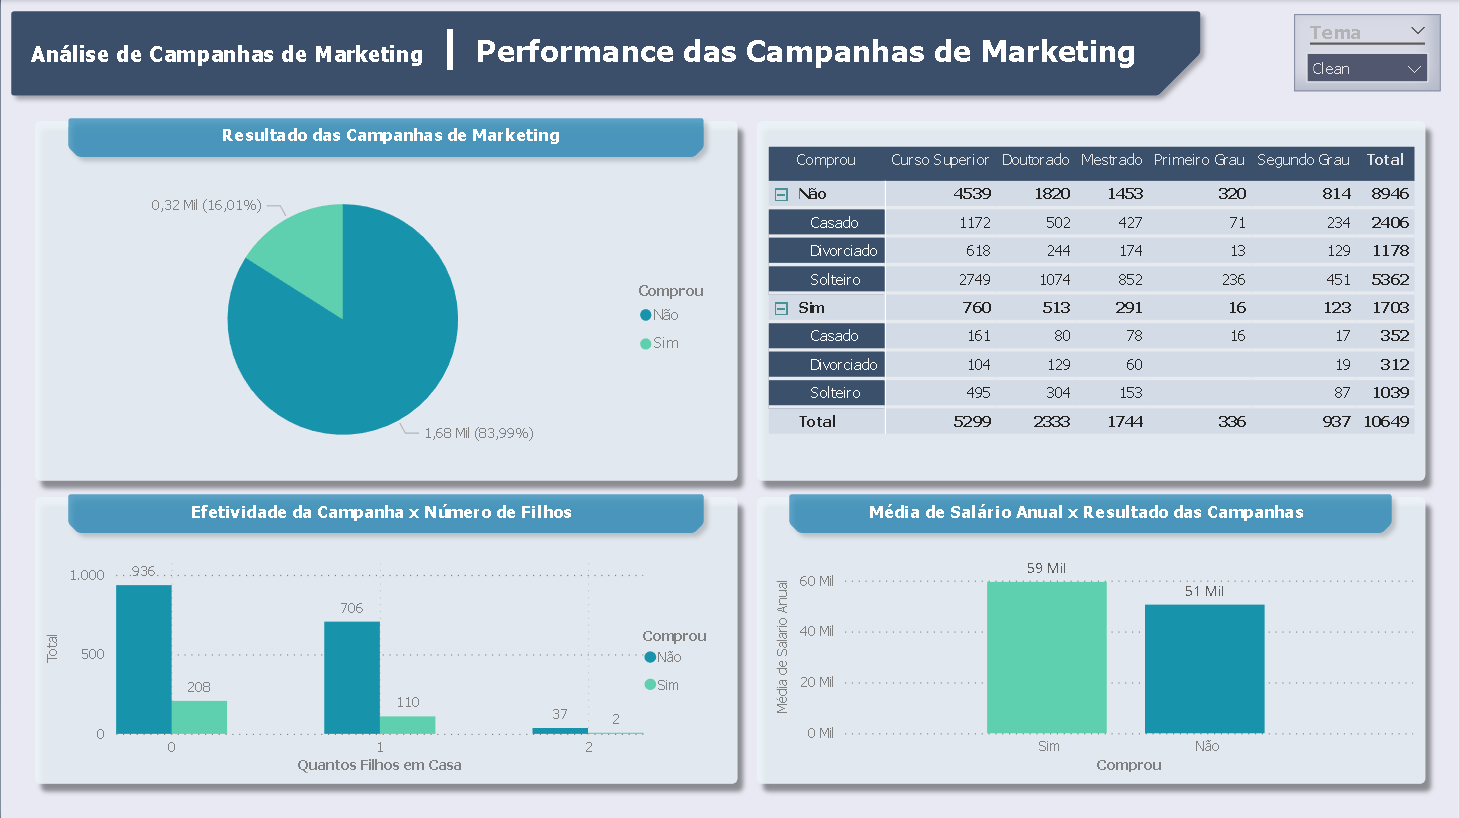 Análise de Campanhas de Marketing | Performance das Campanhas de Marketing
Tema
Clean
Resultado das Campanhas de Marketing
0,32 Mil (16,01%)
1,68 Mil (83,99%)
Comprou
Não
Sim
Comprou Curso Superior Doutorado Mestrado Primeiro Grau Segundo Grau Total
Não 4539 1820 1453 320 814 8946
Casado 1172 502 427 71 234 2406
Divorciado 618 244 174 13 129 1178
Solteiro 2749 1074 852 236 451 5362
Sim 760 513 291 16 123 1703
Casado 161 80 78 16 17 352
Divorciado 104 129 60 19 312
Solteiro 495 304 153 87 1039
Total 5299 2333 1744 336 937 10649
Efetividade da Campanha x Número de Filhos
Total
1.000
500
0
936
208
706
110
37
2
0 1 2
Quantos Filhos em Casa
Comprou
Não
Sim
Média de Salário Anual x Resultado das Campanhas
Média de Salario Anual
60 Mil
40 Mil
20 Mil
0 Mil
59 Mil
51 Mil
Sim Não
Comprou